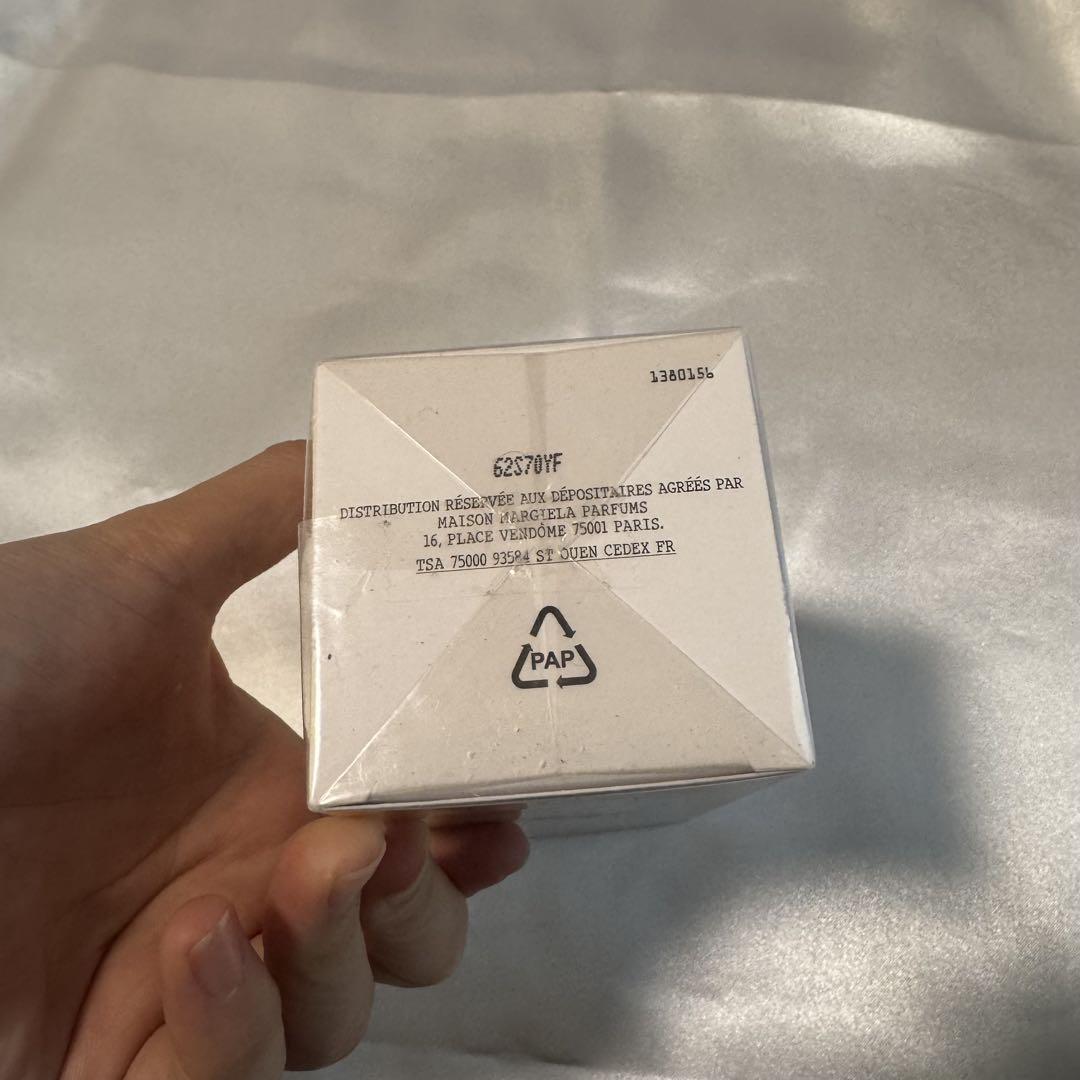 1380156
62S70YF
DISTRIBUTION RÉSERVÉE AUX DÉPOSITAIRES AGRÉÉS PAR
MAISON MARGIELA PARFUMS
16, PLACE VENDÔME 75001 PARIS.
TSA 75000 93584 ST OUEN CEDEX FR
PAP